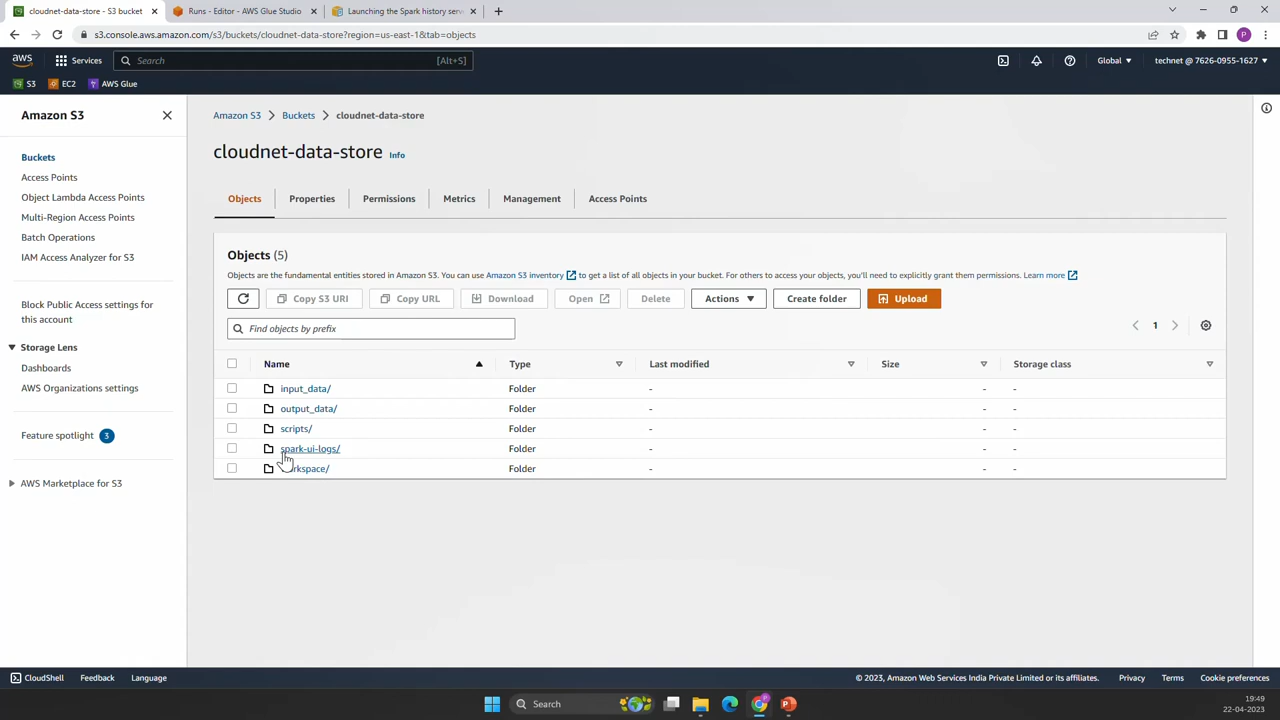 cloudnet-data-store - S3 bucket
Runs - Editor - AWS Glue Studio
Launching the Spark history serv
s3.console.aws.amazon.com/s3/buckets/cloudnet-data-store?region=us-east-1&tab=objects
P
aws
Services
Search
[Alt+S]
Global
technet @ 7626-0955-1627
S3
EC2
AWS Glue
Amazon S3
Buckets
Access Points
Object Lambda Access Points
Multi-Region Access Points
Batch Operations
IAM Access Analyzer for S3
Block Public Access settings for
this account
Storage Lens
Dashboards
AWS Organizations settings
Feature spotlight 3
AWS Marketplace for S3
Amazon S3 > Buckets > cloudnet-data-store
cloudnet-data-store Info
Objects
Properties
Permissions
Metrics
Management
Access Points
Objects (5)
Objects are the fundamental entities stored in Amazon S3. You can use Amazon S3 inventory to get a list of all objects in your bucket. For others to access your objects, you'll need to explicitly grant them permissions. Learn more
Copy S3 URI
Copy URL
Download
Open
Delete
Actions
Create folder
Upload
Find objects by prefix
1
Name Type Last modified Size Storage class
input_data/ Folder - - -
output_data/ Folder - - -
scripts/ Folder - - -
spark-ui-logs/ Folder - - -
Folder - - -
CloudShell
Feedback
Language
© 2023, Amazon Web Services India Private Limited or its affiliates.
Privacy
Terms
Cookie preferences
Search
19:49
22-04-2023